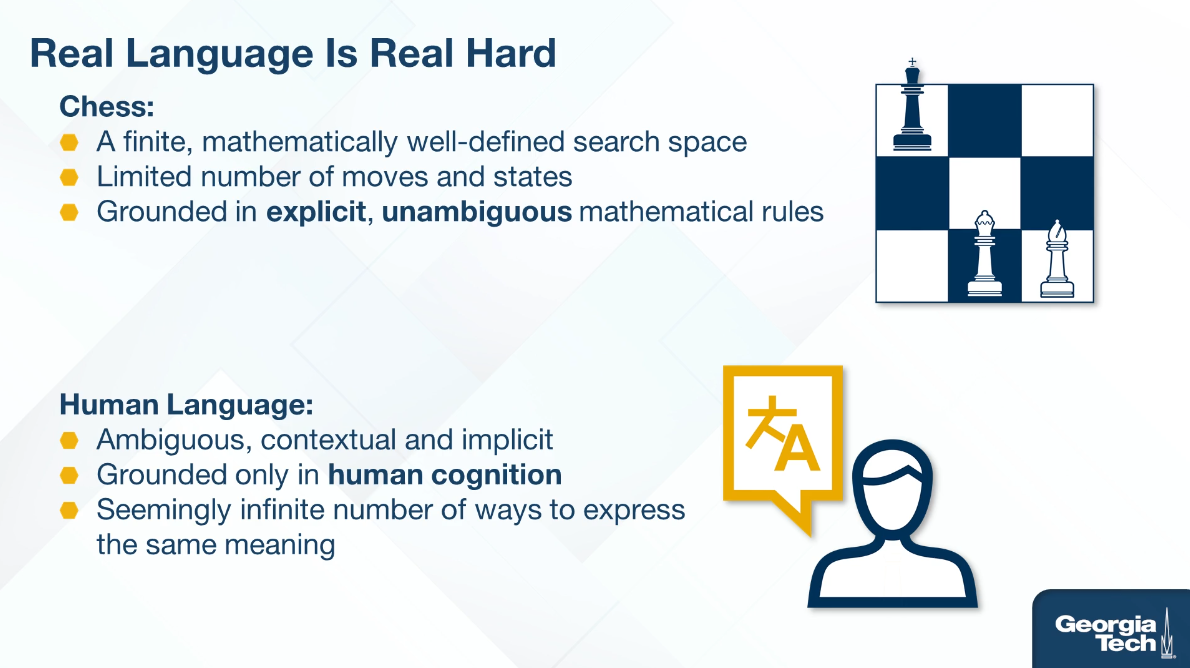 Real Language Is Real Hard
Chess:
A finite, mathematically well-defined search space
Limited number of moves and states
Grounded in explicit, unambiguous mathematical rules
Human Language:
Ambiguous, contextual and implicit
Grounded only in human cognition
Seemingly infinite number of ways to express
the same meaning
A
Georgia
Tech